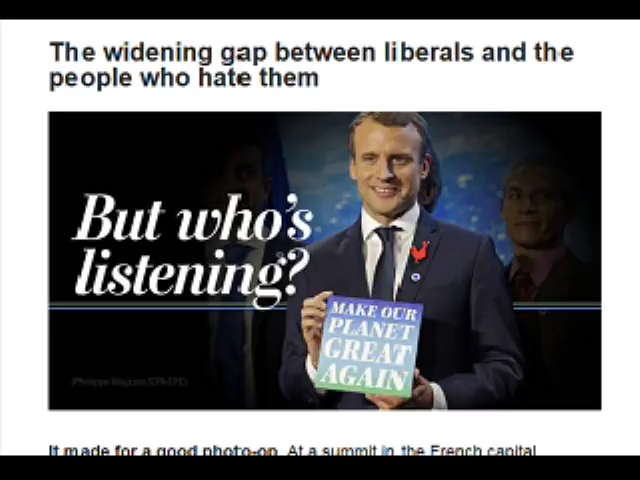 The widening gap between liberals and the
people who hate them
But who's
listening?
MAKE OUR
PLANET
GREAT
AGAIN
It made for a good photo-op. At a summit in the French capital